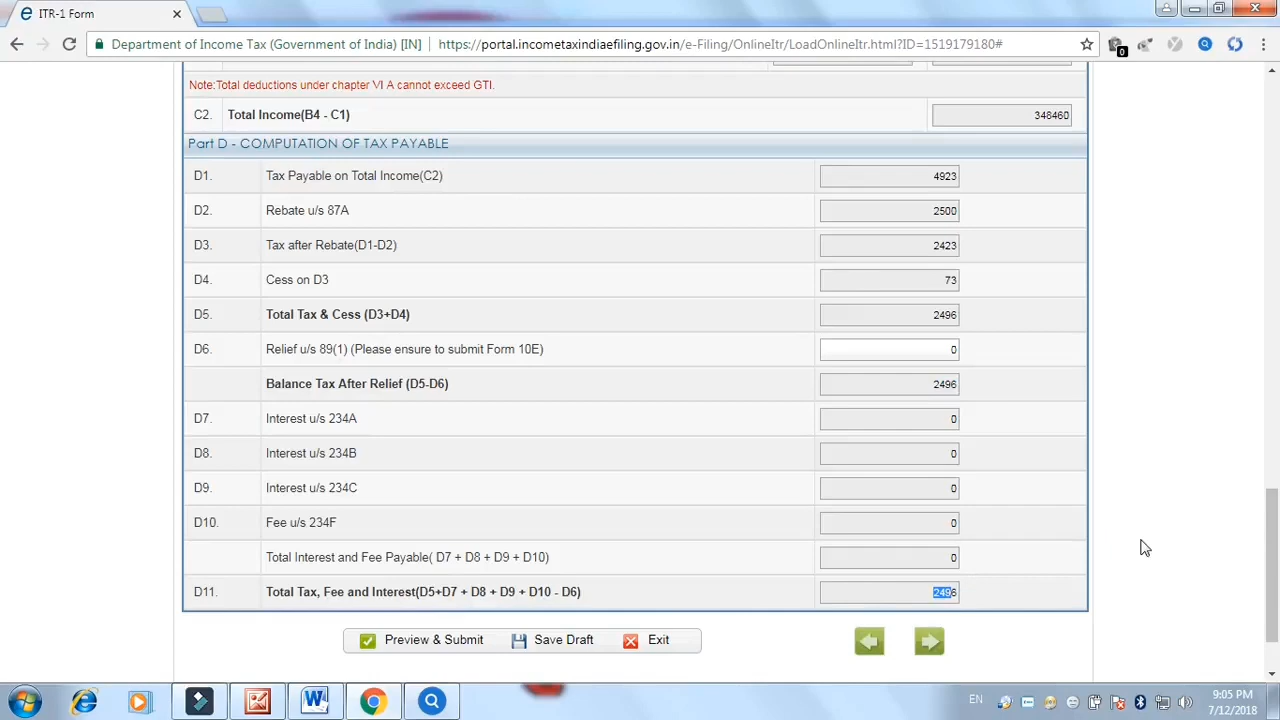 ITR-1 Form
Department of Income Tax (Government of India) [IN] https://portal.incometaxindiaefiling.gov.in/e-Filing/OnlineItr/LordOnlineItr.html?ID=1519179180#
0
Note:Total deductions under chapter VI A cannot exceed GTI.
C2. Total Income(B4 - C1) 348460
Part D - COMPUTATION OF TAX PAYABLE
D1. Tax Payable on Total Income(C2) 4923
D2. Rebate u/s 87A 2500
D3. Tax after Rebate(D1-D2) 2423
D4. Cess on D3 73
D5. Total Tax & Cess (D3+D4) 2496
D6. Relief u/s 89(1) (Please ensure to submit Form 10E) 0
Balance Tax After Relief (D5-D6) 2496
D7. Interest u/s 234A 0
D8. Interest u/s 234B 0
D9. Interest u/s 234C 0
D10. Fee u/s 234F 0
Total Interest and Fee Payable( D7 + D8 + D9 + D10) 0
D11. Total Tax, Fee and Interest(D5+D7 + D8 + D9 + D10 - D6) 2496
Preview & Submit Save Draft Exit
EN 9:05 PM
7/12/2018